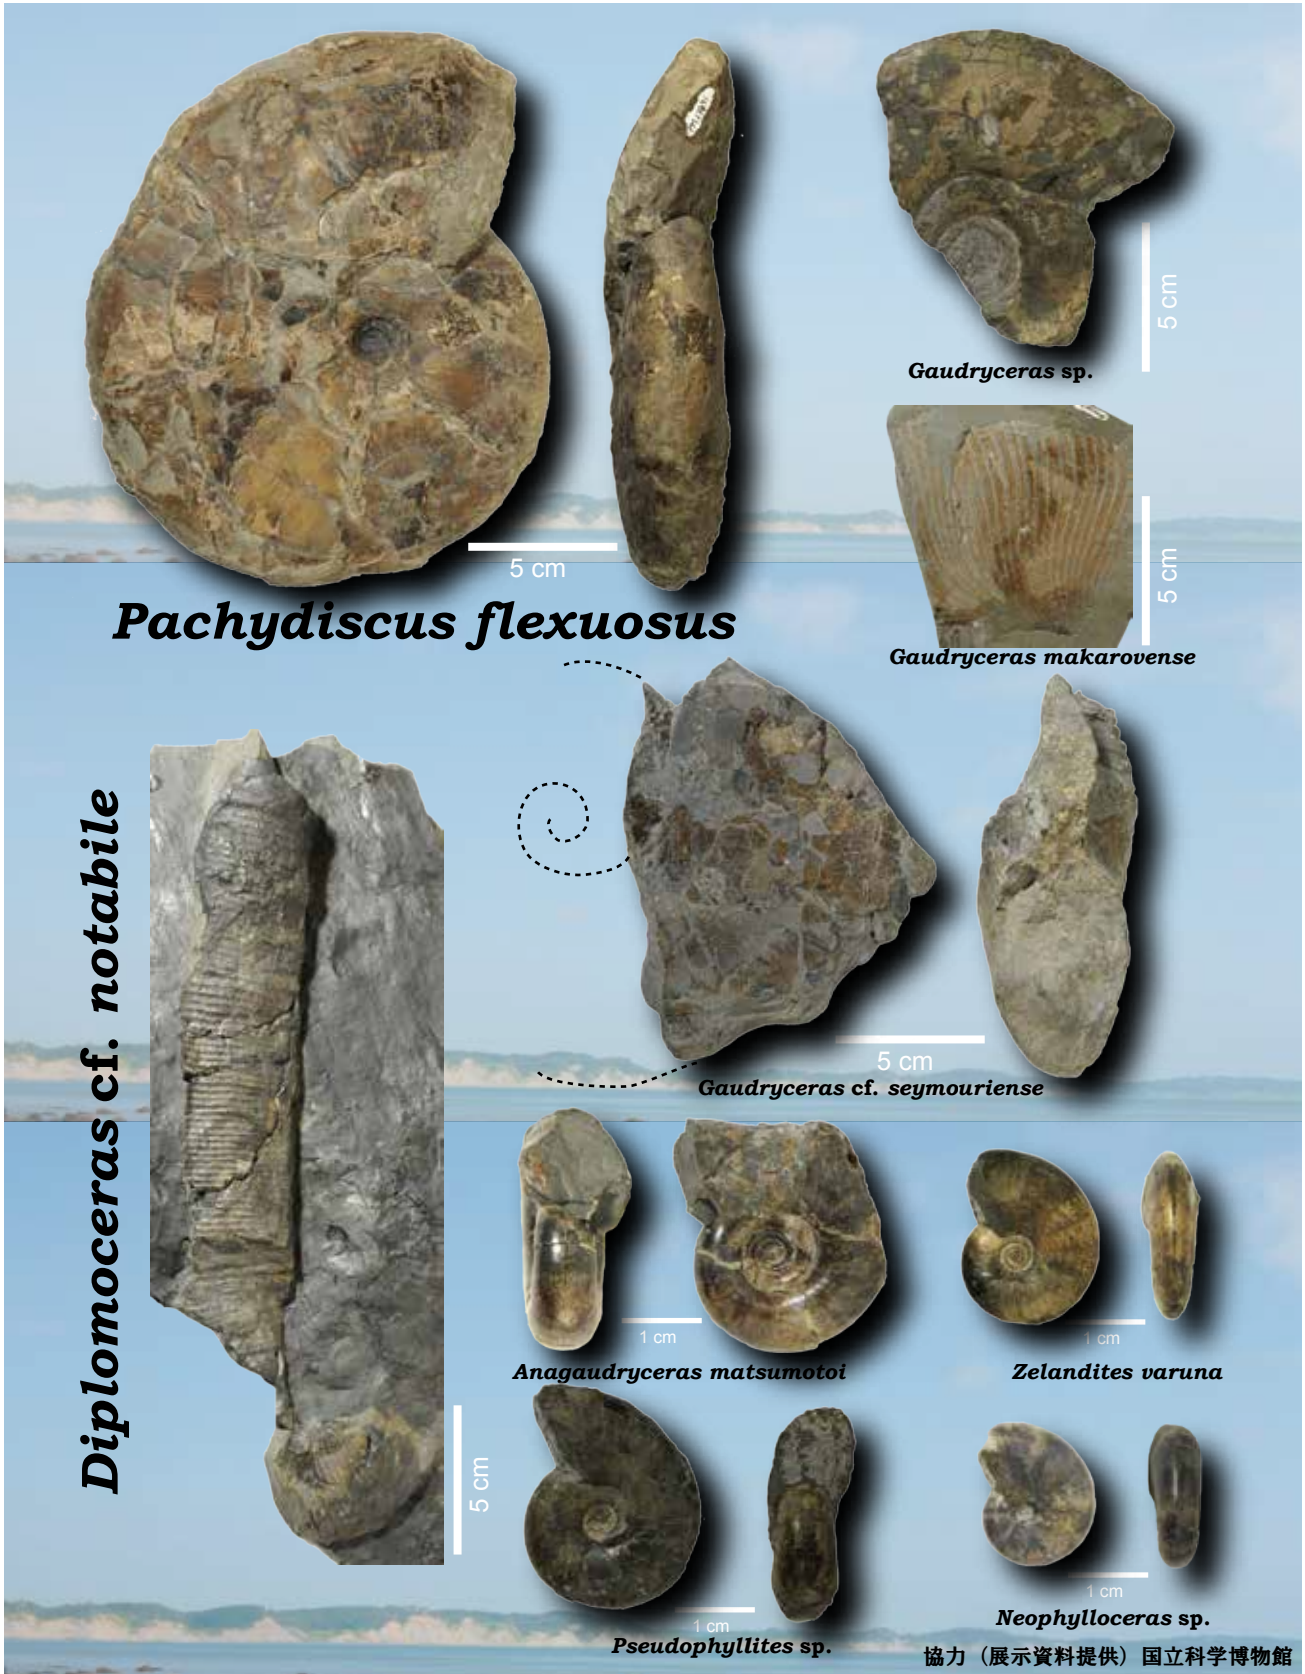 Gaudryceras sp.
5 cm
5 cm
Pachydiscus flexuosus
5 cm
Gaudryceras makarovense
Diplomoceras cf. notabile
5 cm
5 cm
Gaudryceras cf. seymouriense
1 cm
Anagaudryceras matsumotoi
1 cm
Zelandites varuna
1 cm
Pseudophyllites sp.
1 cm
Neophylloceras sp.
協力（展示資料提供）国立科学博物館